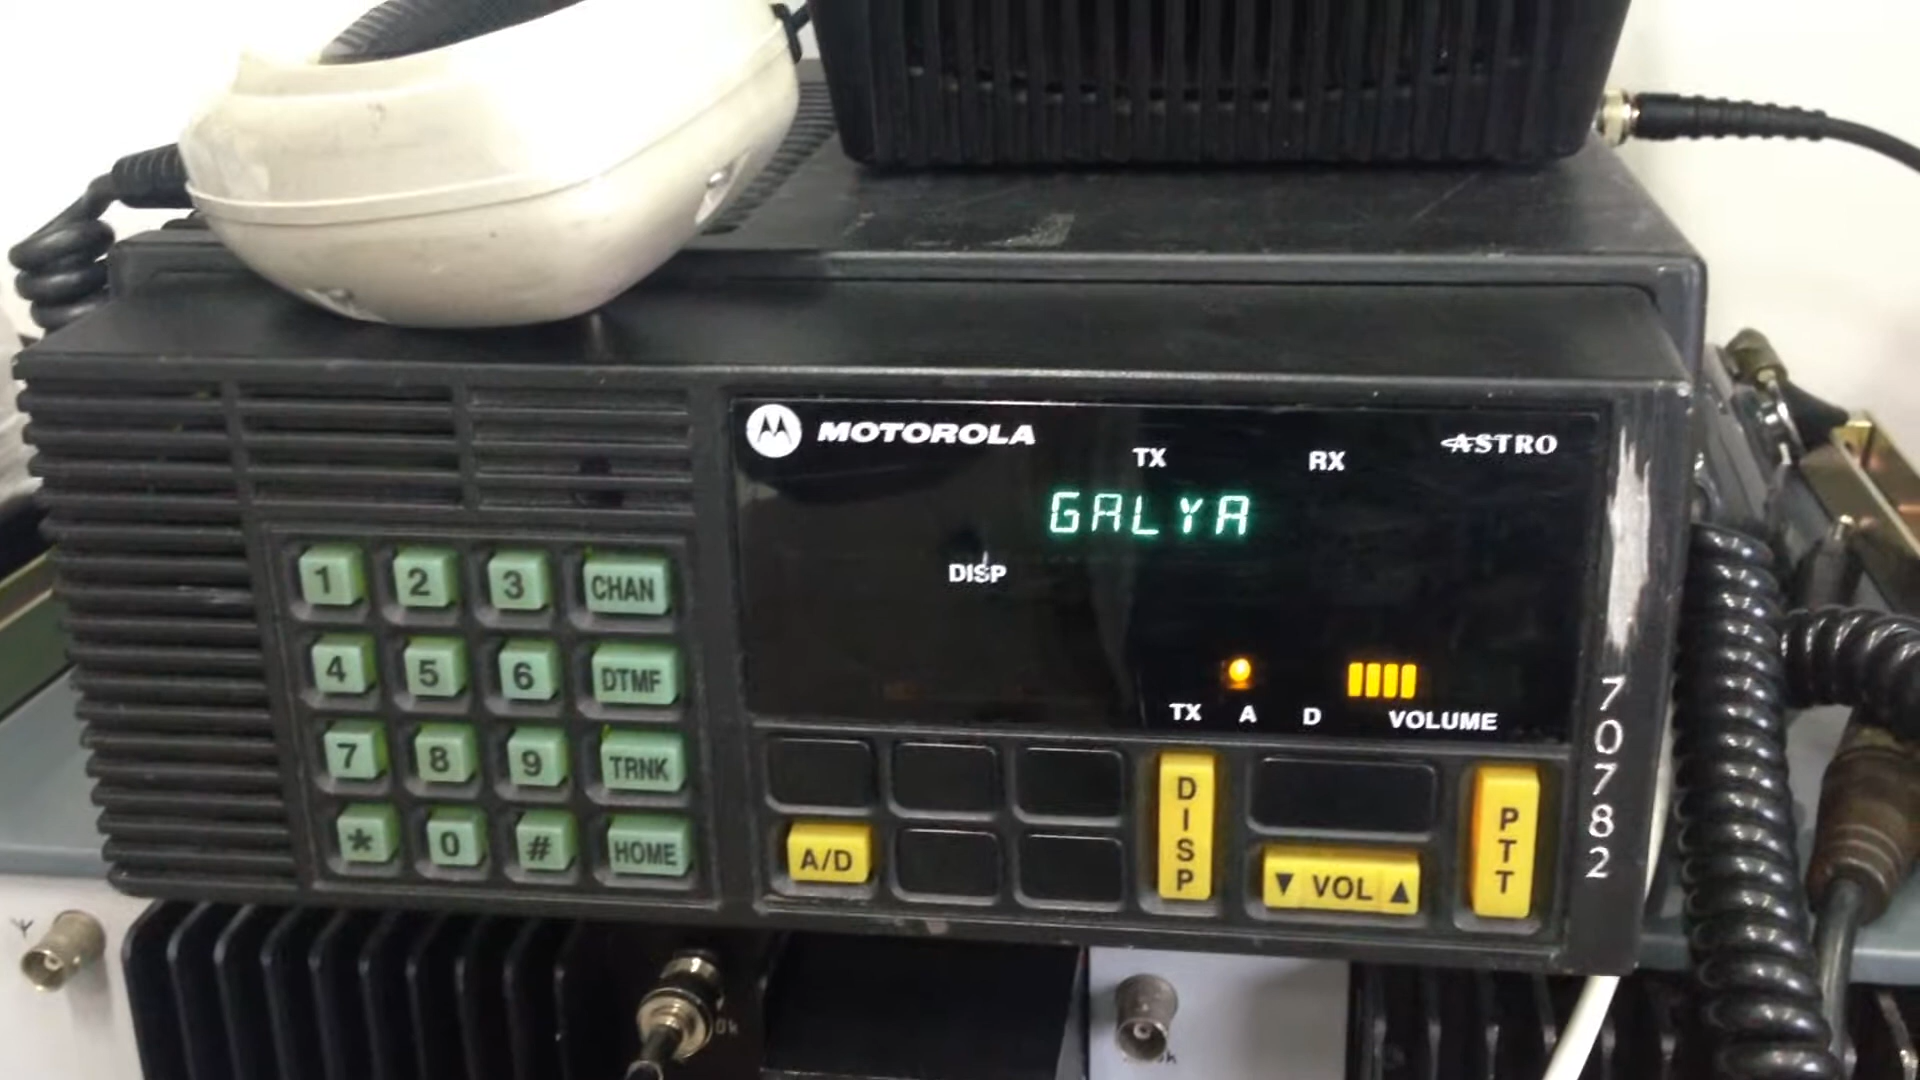 MOTOROLA
ASTRO
TX RX
GALYA
DISP
TX A D VOLUME
1 2 3 CHAN
4 5 6 DTMF
7 8 9 TRNK
* 0 # HOME
A/D
DISP
▼ VOL ▲
PTT
70782